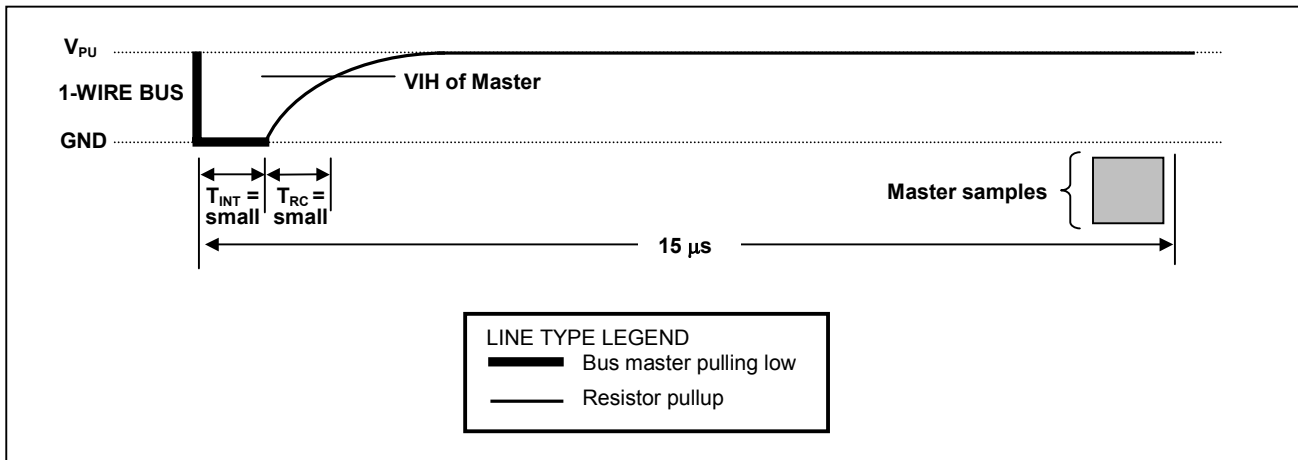 V_PU
VIH of Master
1-WIRE BUS
GND
Master samples
T_INT = small
T_RC = small
15 μs
LINE TYPE LEGEND
Bus master pulling low
Resistor pullup